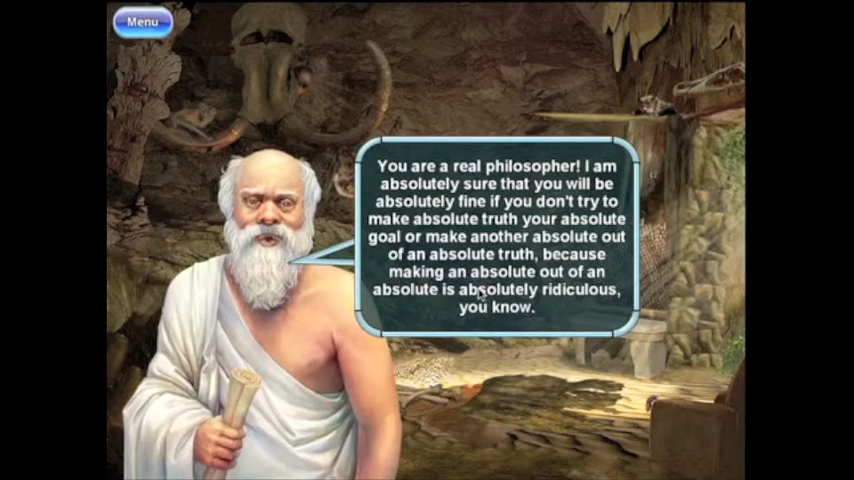 Menu
You are a real philosopher! I am
absolutely sure that you will be
absolutely fine if you don't try to
make absolute truth your absolute
goal or make another absolute out
of an absolute truth, because
making an absolute out of an
absolute is absolutely ridiculous,
you know.